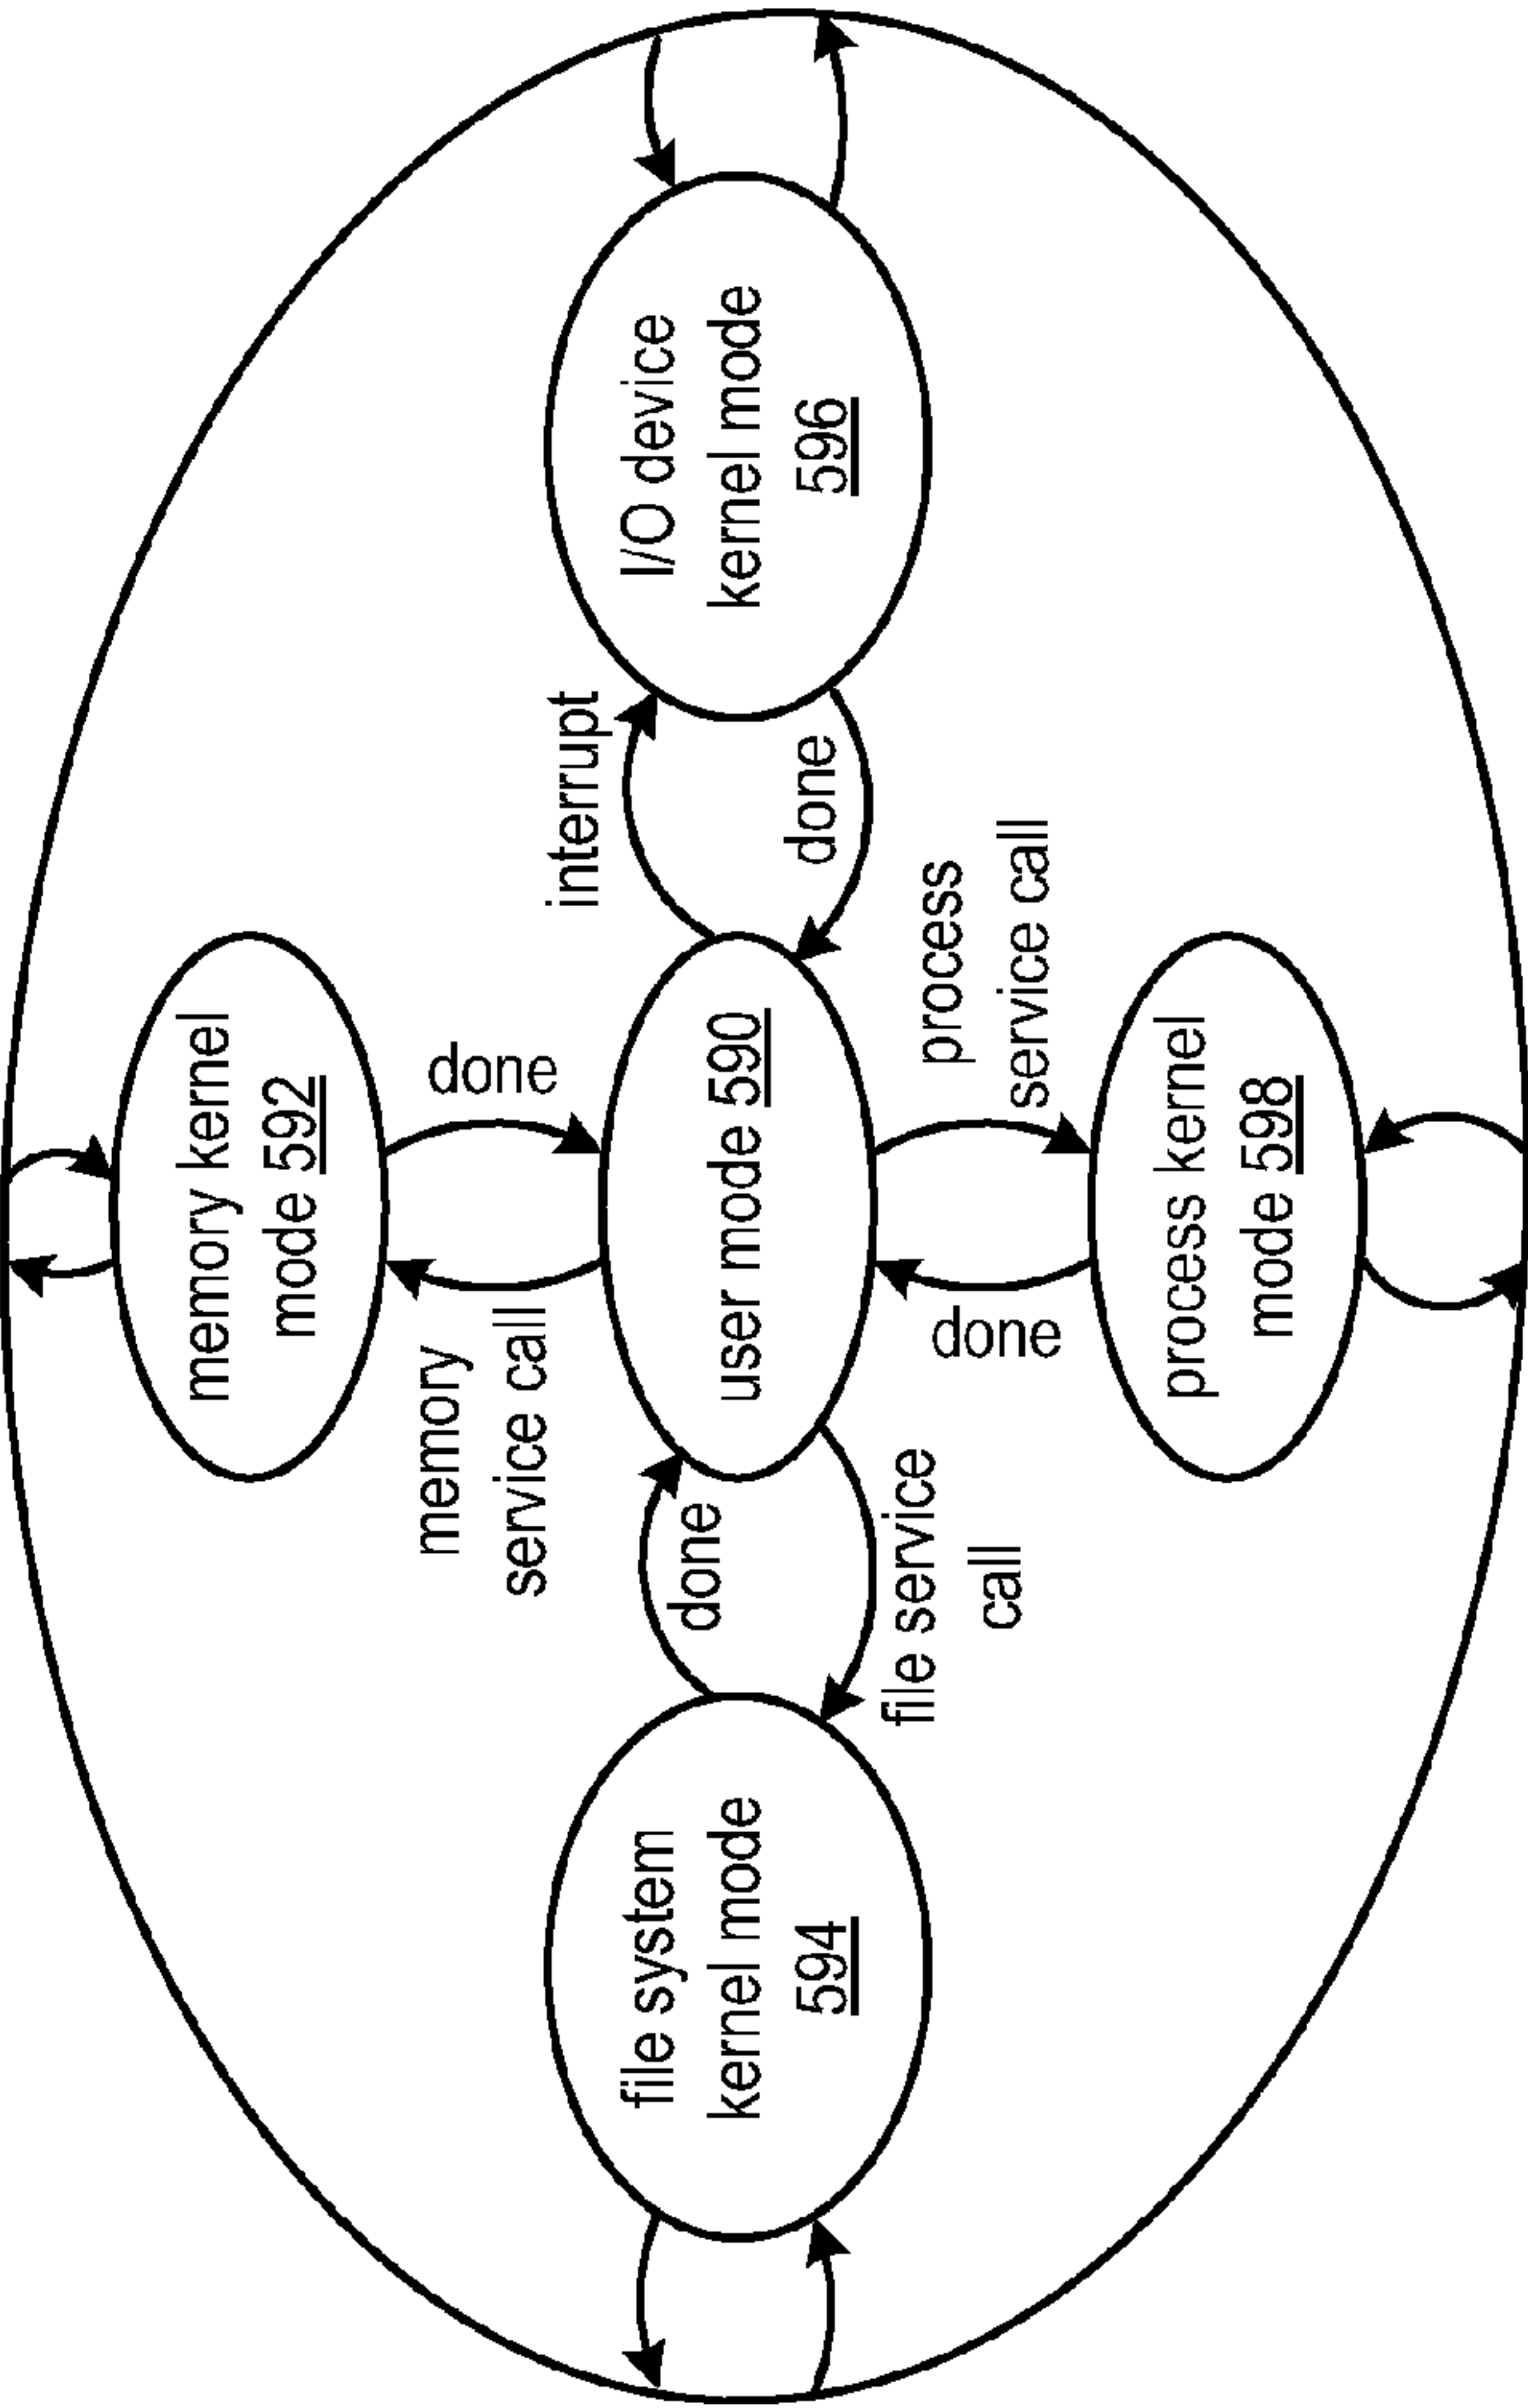 memory kernel
mode 592
memory
service call
done
file system
kernel mode
594
done
file service
call
user mode 590
interrupt
done
I/O device
kernel mode
596
done
process
service call
process kernel
mode 598